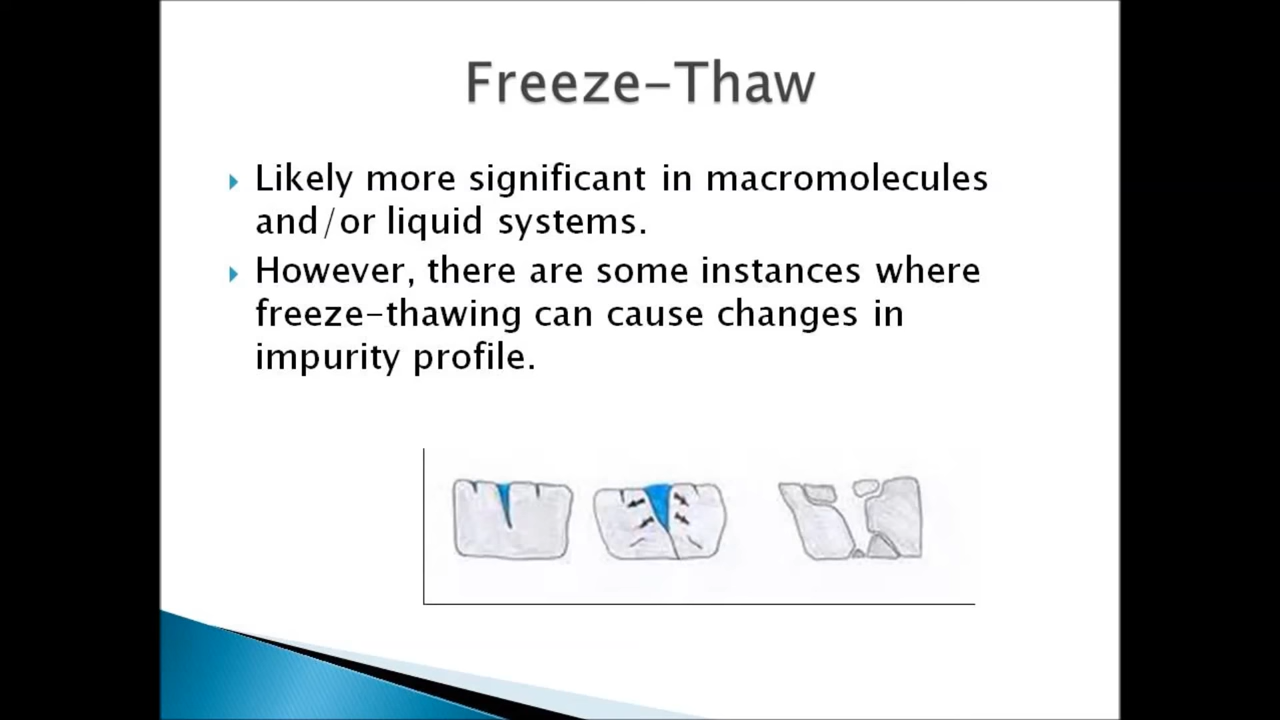 Freeze-Thaw
Likely more significant in macromolecules
and/or liquid systems.
However, there are some instances where
freeze-thawing can cause changes in
impurity profile.